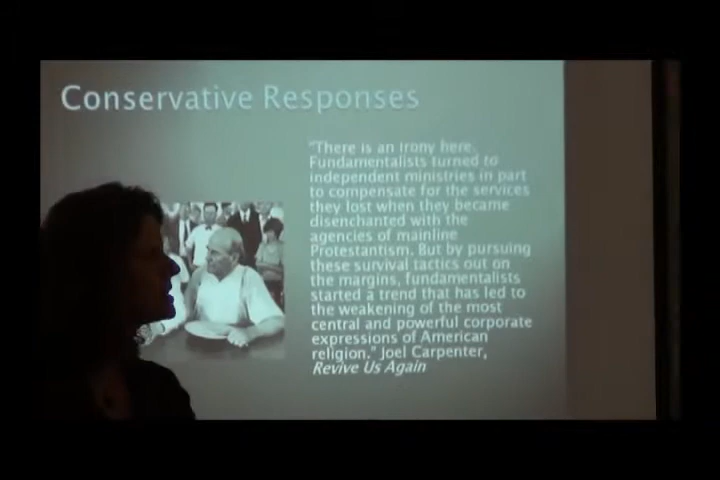 Conservative Responses
"There is an irony here.
Fundamentalists turned to
independent ministries in part
to compensate for the services
they lost when they became
disenchanted with the
agencies of mainline
Protestantism. But by pursuing
these survival tactics out on
the margins, fundamentalists
started a trend that has led to
the weakening of the most
central and powerful corporate
expressions of American
religion." Joel Carpenter,
Revive Us Again